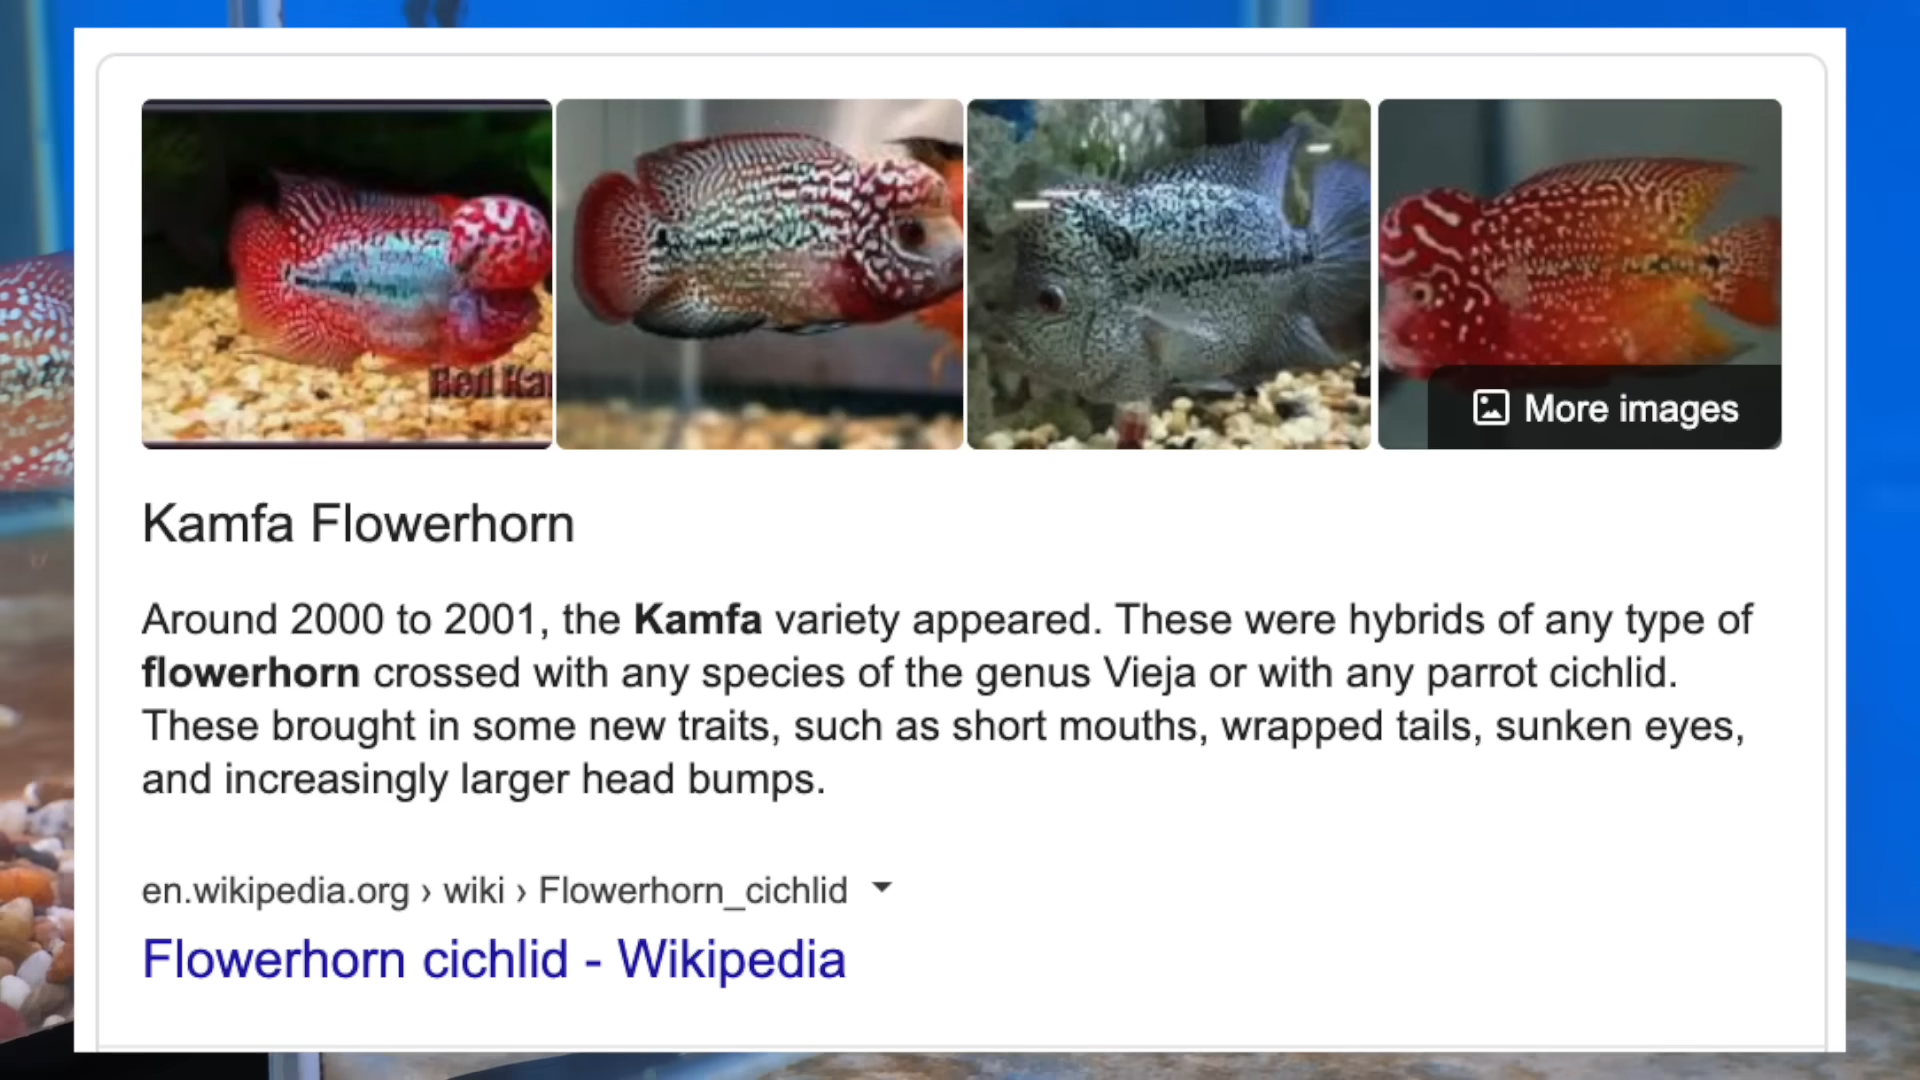 Red Ka
More images
Kamfa Flowerhorn
Around 2000 to 2001, the Kamfa variety appeared. These were hybrids of any type of
flowerhorn crossed with any species of the genus Vieja or with any parrot cichlid.
These brought in some new traits, such as short mouths, wrapped tails, sunken eyes,
and increasingly larger head bumps.
en.wikipedia.org › wiki › Flowerhorn_cichlid
Flowerhorn cichlid - Wikipedia